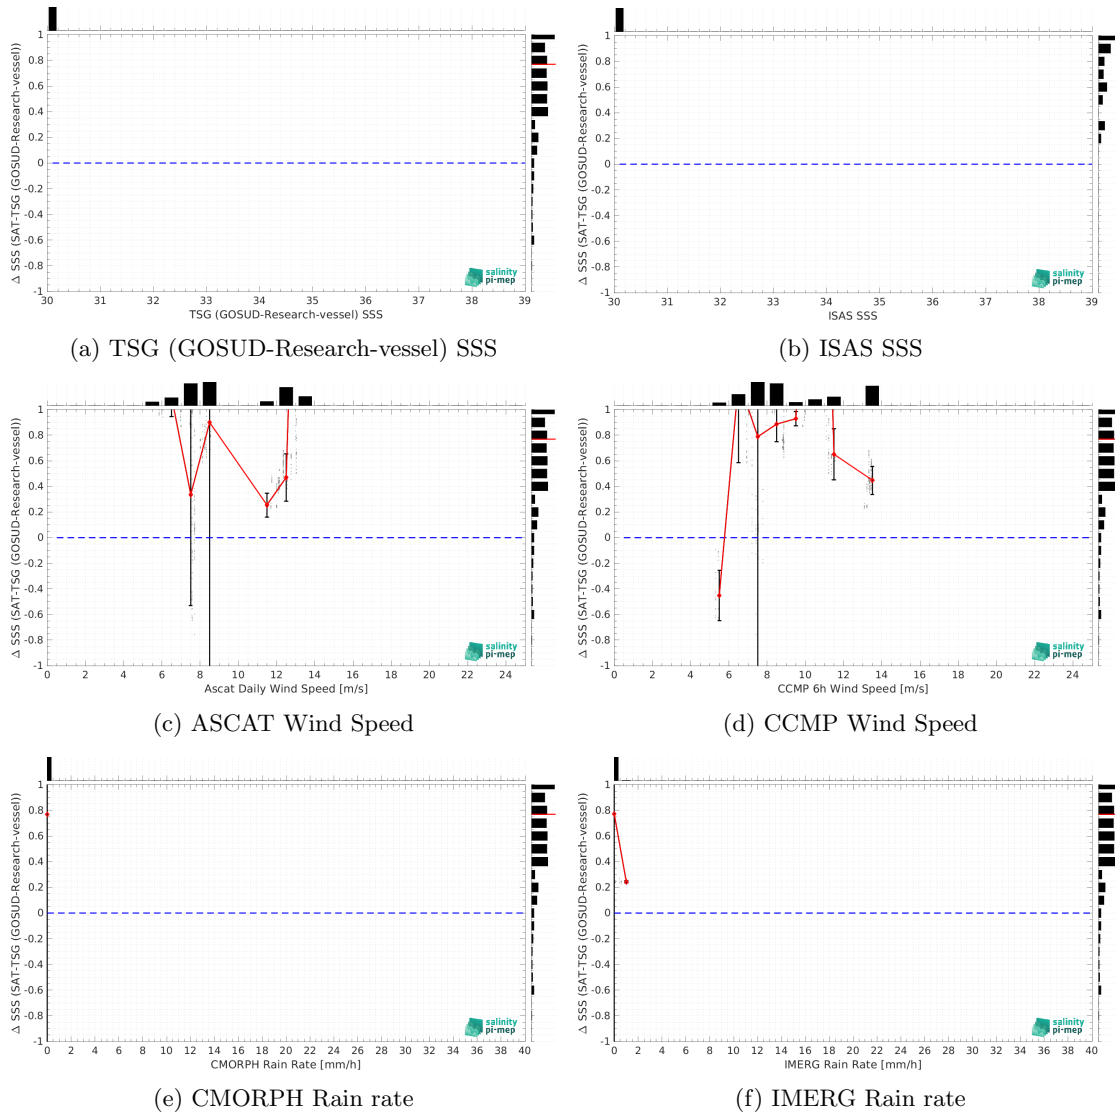 Δ SSS (SAT-TSG (GOSUD-Research-vessel))
1
0.8
0.6
0.4
0.2
0
-0.2
-0.4
-0.6
-0.8
-1
30 31 32 33 34 35 36 37 38 39
TSG (GOSUD-Research-vessel) SSS
salinity
pi-mep
(a) TSG (GOSUD-Research-vessel) SSS
Δ SSS (SAT-TSG (GOSUD-Research-vessel))
1
0.8
0.6
0.4
0.2
0
-0.2
-0.4
-0.6
-0.8
-1
30 31 32 33 34 35 36 37 38 39
ISAS SSS
salinity
pi-mep
(b) ISAS SSS
Δ SSS (SAT-TSG (GOSUD-Research-vessel))
1
0.8
0.6
0.4
0.2
0
-0.2
-0.4
-0.6
-0.8
-1
0 2 4 6 8 10 12 14 16 18 20 22 24
Ascat Daily Wind Speed [m/s]
salinity
pi-mep
(c) ASCAT Wind Speed
Δ SSS (SAT-TSG (GOSUD-Research-vessel))
1
0.8
0.6
0.4
0.2
0
-0.2
-0.4
-0.6
-0.8
-1
0 2 4 6 8 10 12 14 16 18 20 22 24
CCMP 6h Wind Speed [m/s]
salinity
pi-mep
(d) CCMP Wind Speed
Δ SSS (SAT-TSG (GOSUD-Research-vessel))
1
0.8
0.6
0.4
0.2
0
-0.2
-0.4
-0.6
-0.8
-1
0 2 4 6 8 10 12 14 16 18 20 22 24 26 28 30 32 34 36 38 40
CMORPH Rain Rate [mm/h]
salinity
pi-mep
(e) CMORPH Rain rate
Δ SSS (SAT-TSG (GOSUD-Research-vessel))
1
0.8
0.6
0.4
0.2
0
-0.2
-0.4
-0.6
-0.8
-1
0 2 4 6 8 10 12 14 16 18 20 22 24 26 28 30 32 34 36 38 40
IMERG Rain Rate [mm/h]
salinity
pi-mep
(f) IMERG Rain rate